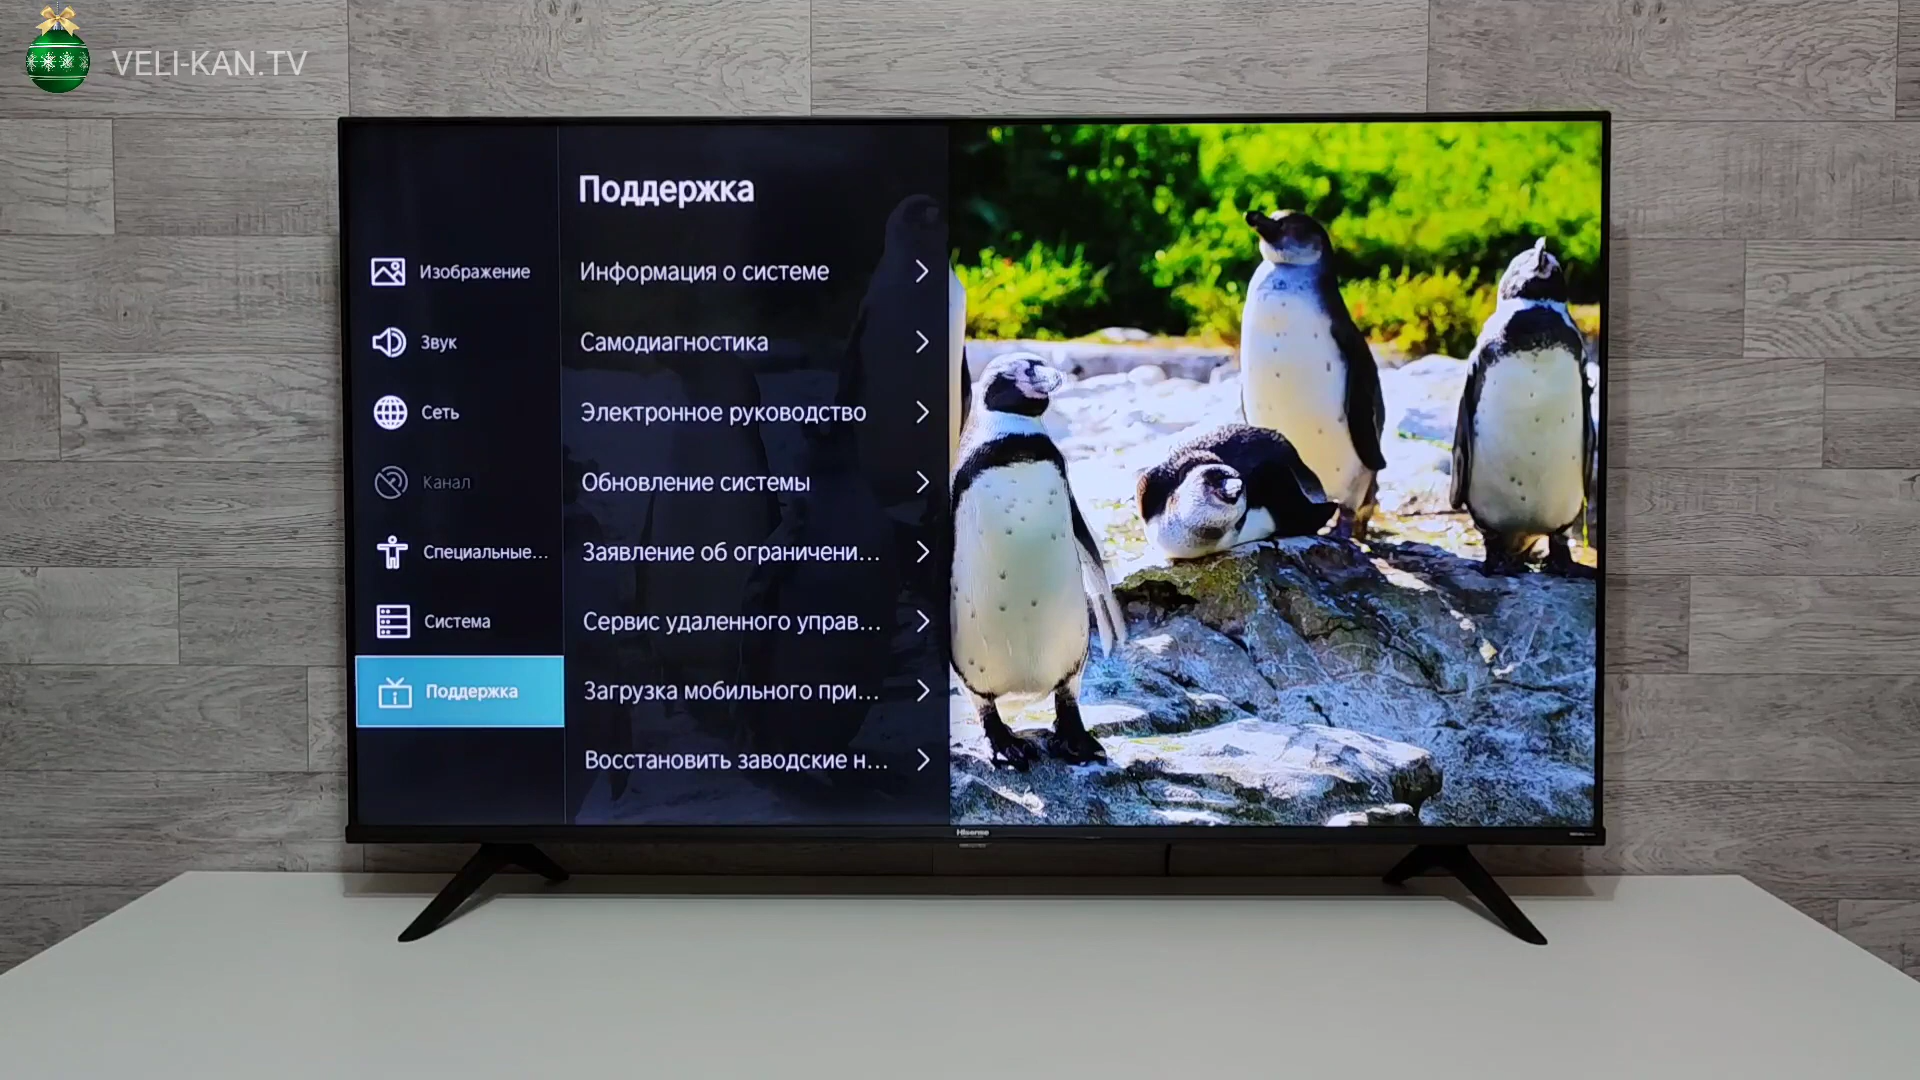 VELI-KAN.TV
Поддержка
Изображение
Звук
Сеть
Канал
Специальные...
Система
Поддержка
Информация о системе
Самодиагностика
Электронное руководство
Обновление системы
Заявление об ограничени...
Сервис удаленного управ...
Загрузка мобильного при...
Восстановить заводские н...
Hisense